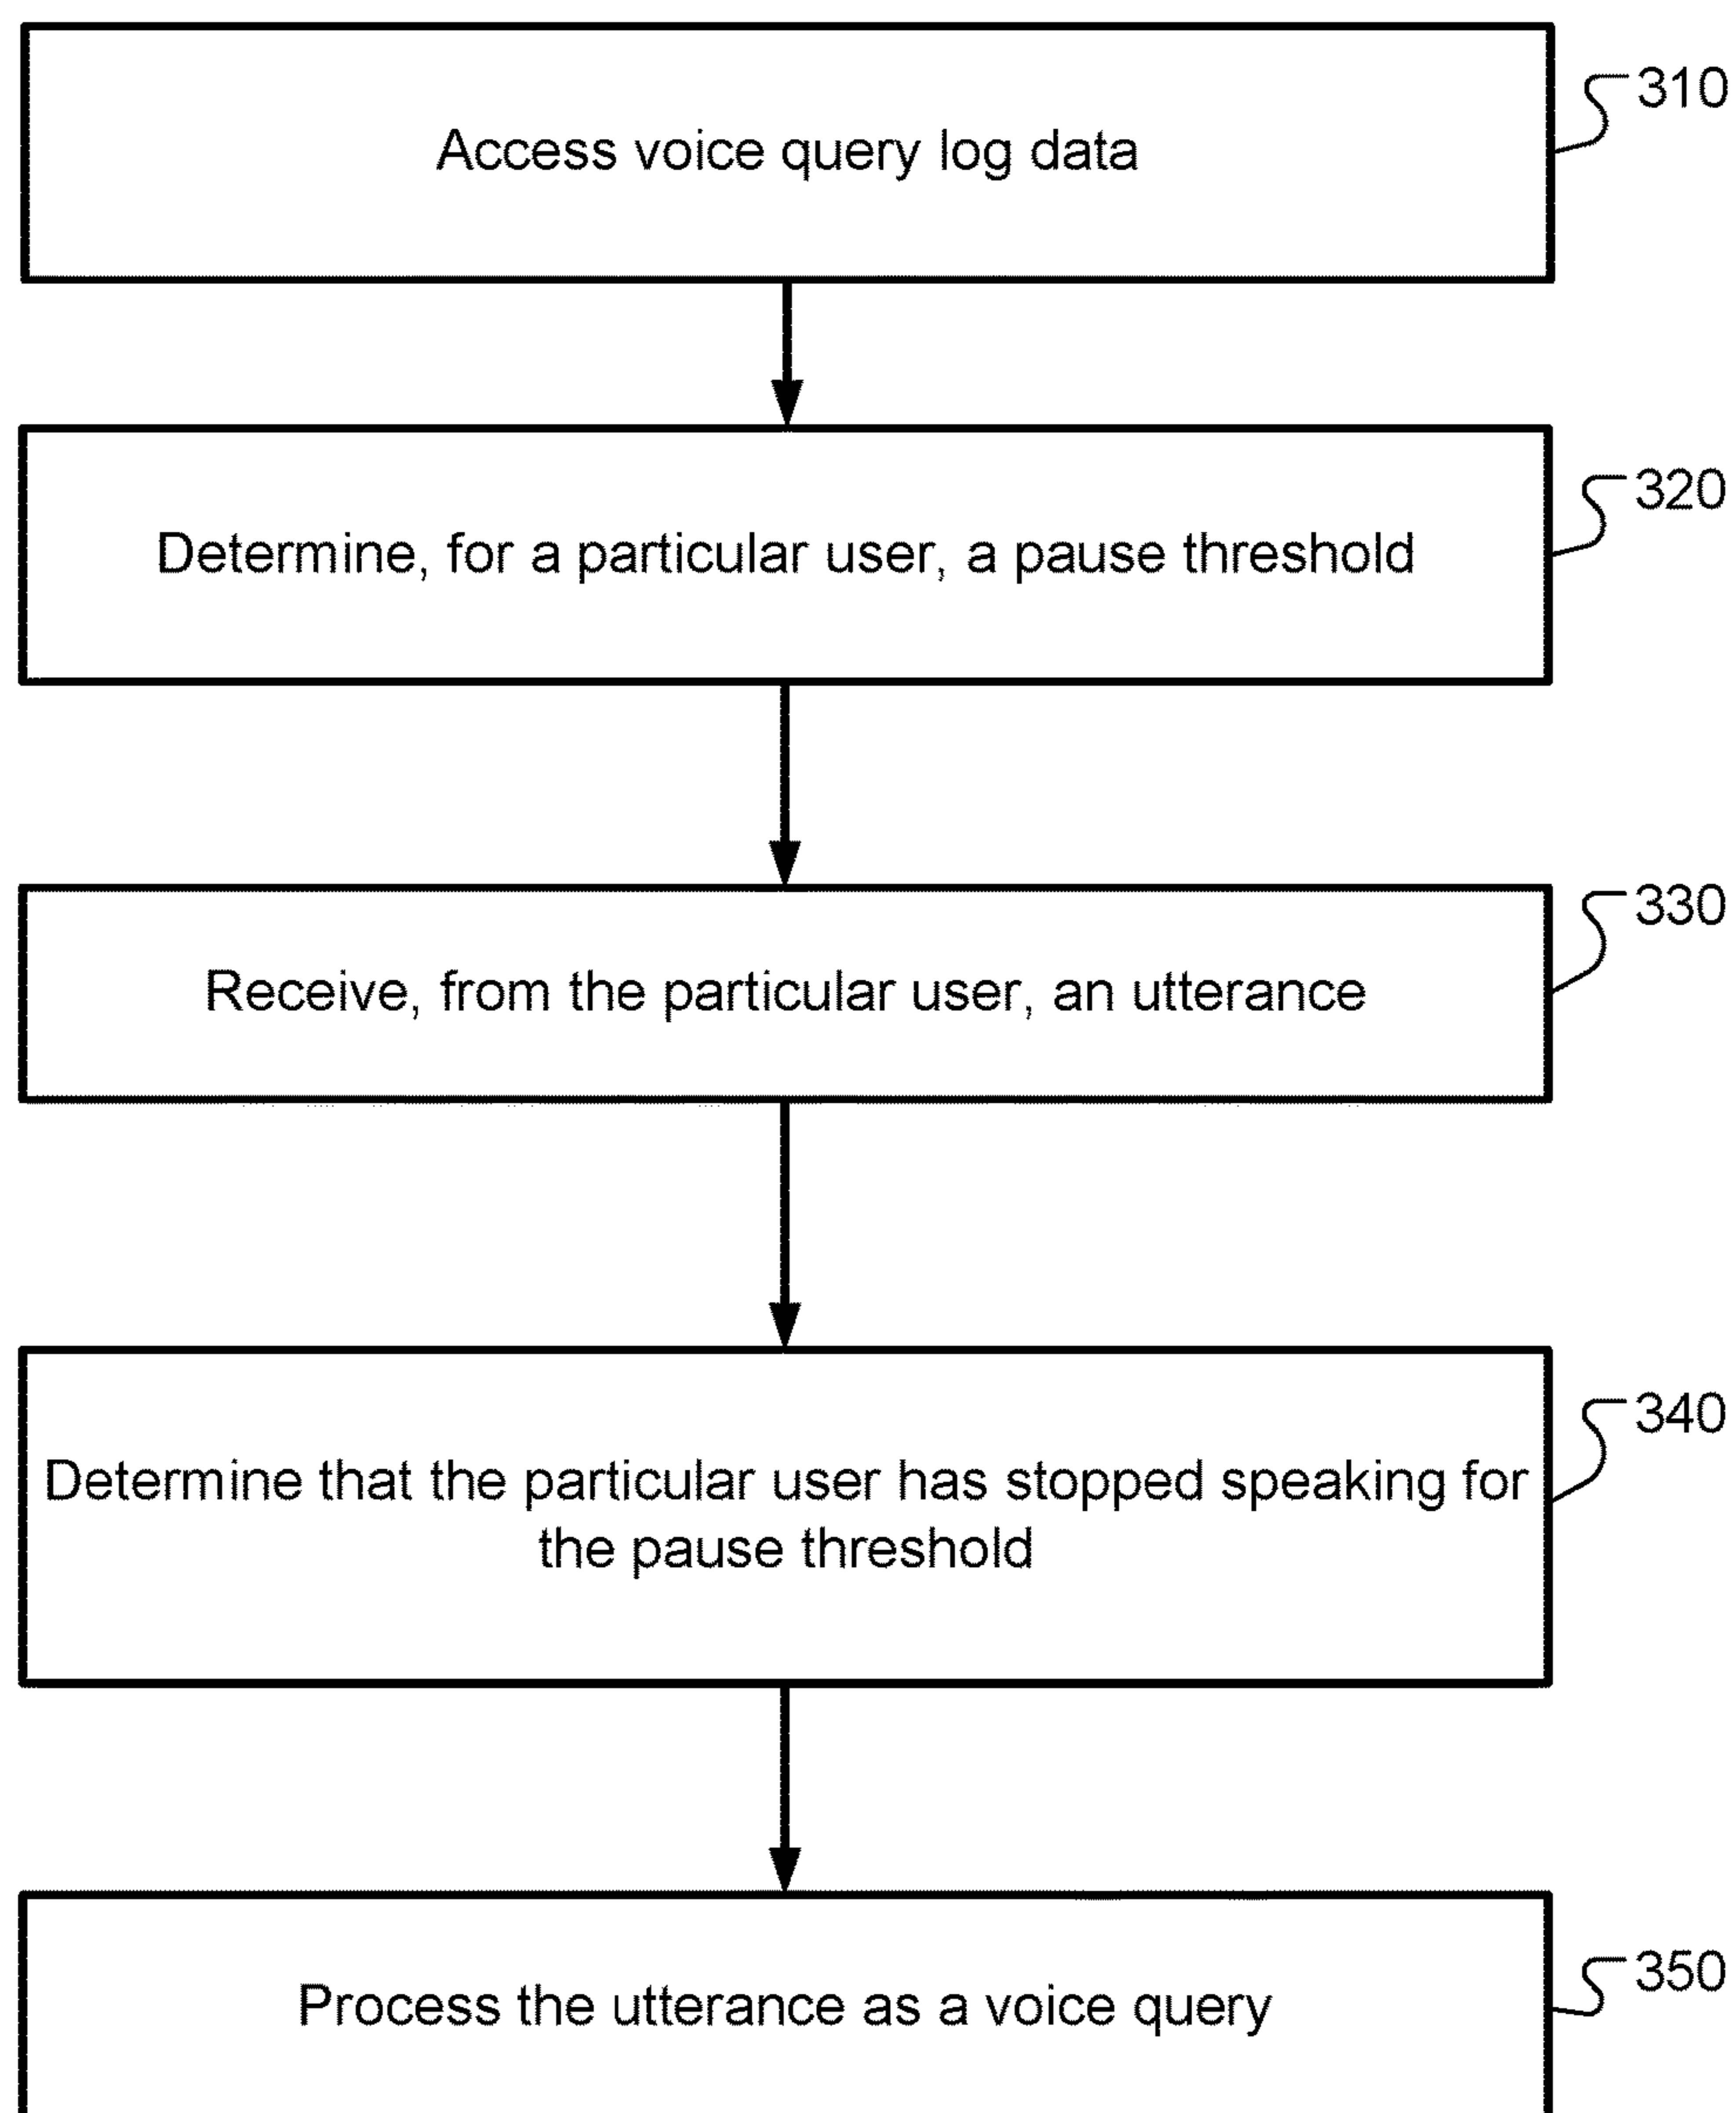 Access voice query log data
310
Determine, for a particular user, a pause threshold
320
Receive, from the particular user, an utterance
330
Determine that the particular user has stopped speaking for
the pause threshold
340
Process the utterance as a voice query
350